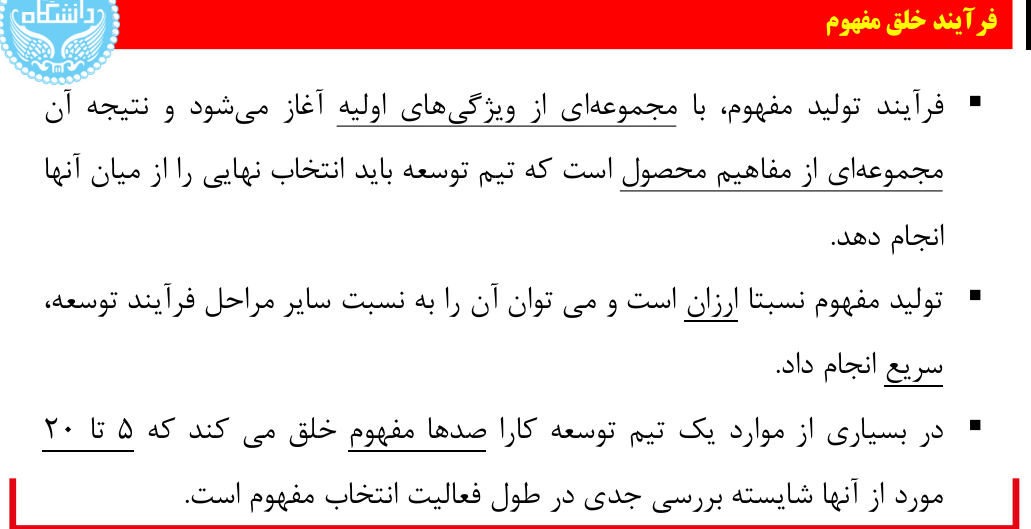 دانشگاه
فرآیند خلق مفهوم
▪ فرآیند تولید مفهوم، با مجموعه‌ای از ویژگی‌های اولیه آغاز می‌شود و نتیجه آن
مجموعه‌ای از مفاهیم محصول است که تیم توسعه باید انتخاب نهایی را از میان آنها
انجام دهد.
▪ تولید مفهوم نسبتا ارزان است و می توان آن را به نسبت سایر مراحل فرآیند توسعه،
سریع انجام داد.
▪ در بسیاری از موارد یک تیم توسعه کارا صدها مفهوم خلق می کند که ۵ تا ۲۰
مورد از آنها شایسته بررسی جدی در طول فعالیت انتخاب مفهوم است.